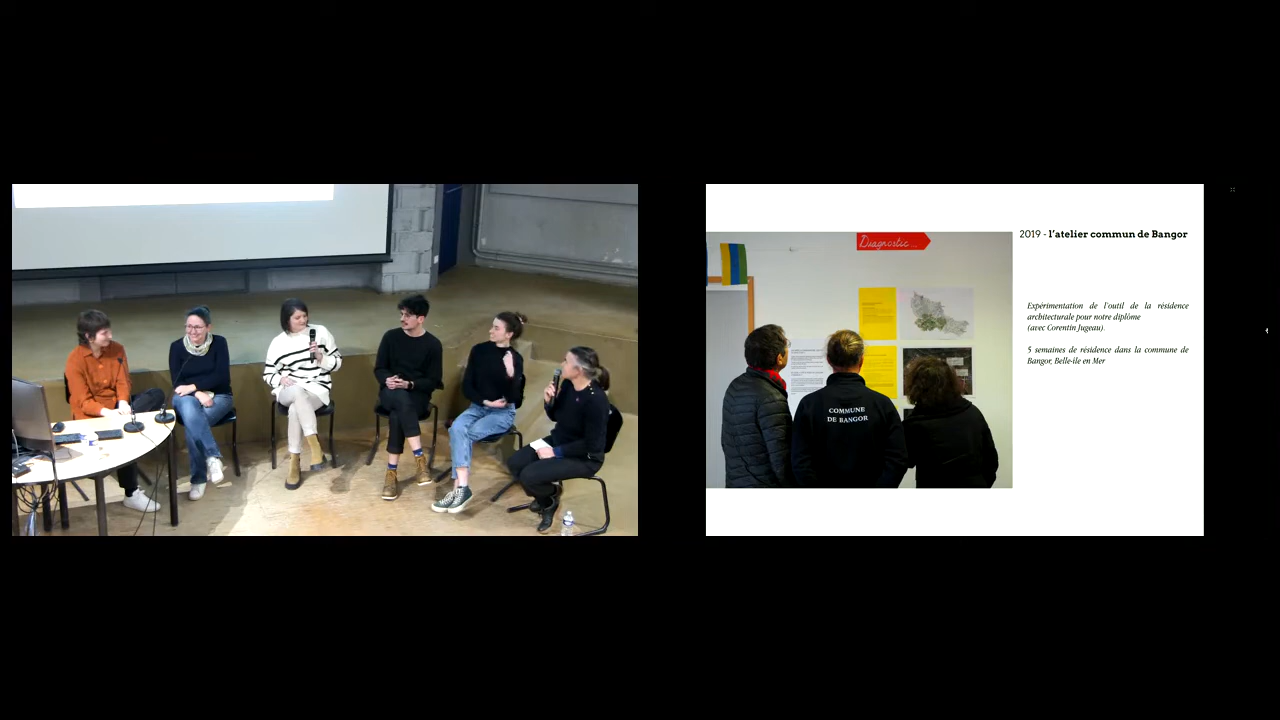 Diagnostic...
2019 - l'atelier commun de Bangor
Expérimentation de l'outil de la résidence
architecturale pour notre diplôme
(avec Corentin Jugeau).
5 semaines de résidence dans la commune de
Bangor, Belle-île en Mer
COMMUNE
DE BANGOR